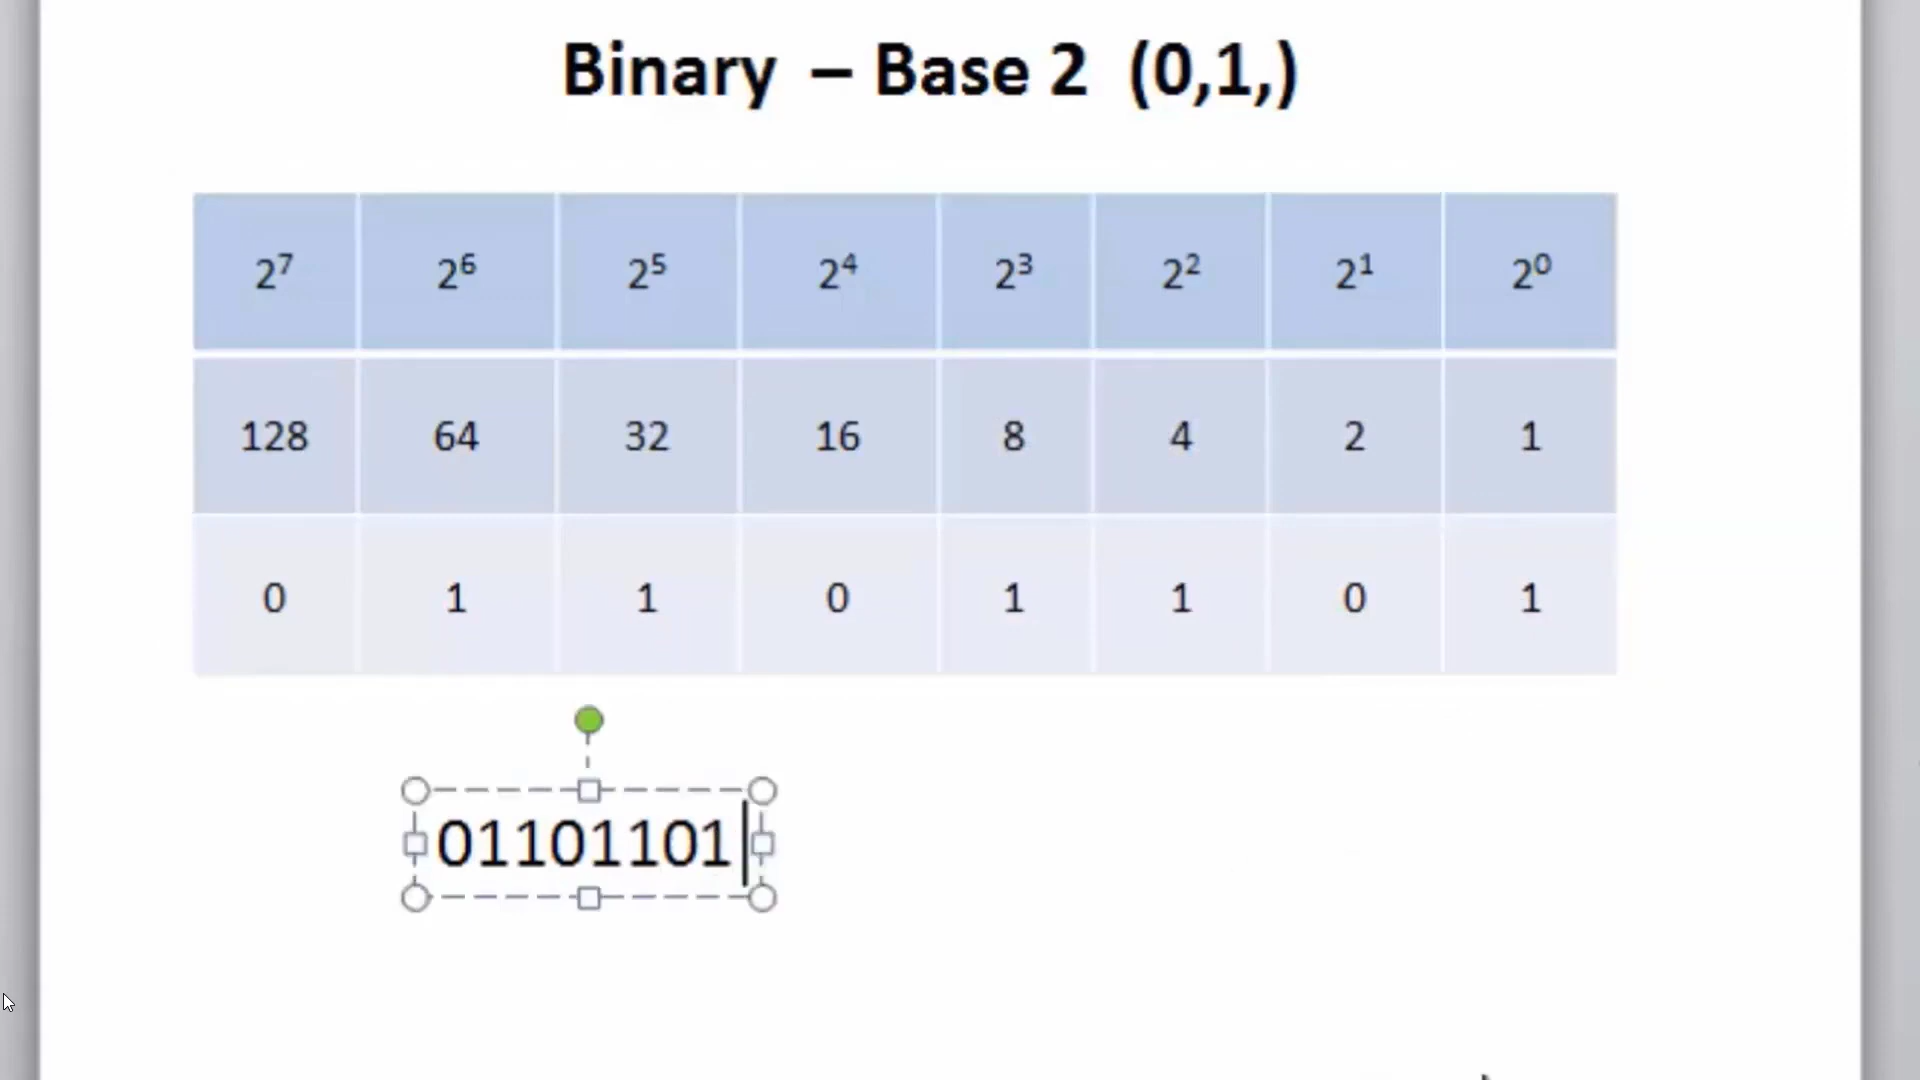 Binary – Base 2 (0,1,)
2⁷ 2⁶ 2⁵ 2⁴ 2³ 2² 2¹ 2⁰
128 64 32 16 8 4 2 1
0 1 1 0 1 1 0 1
01101101